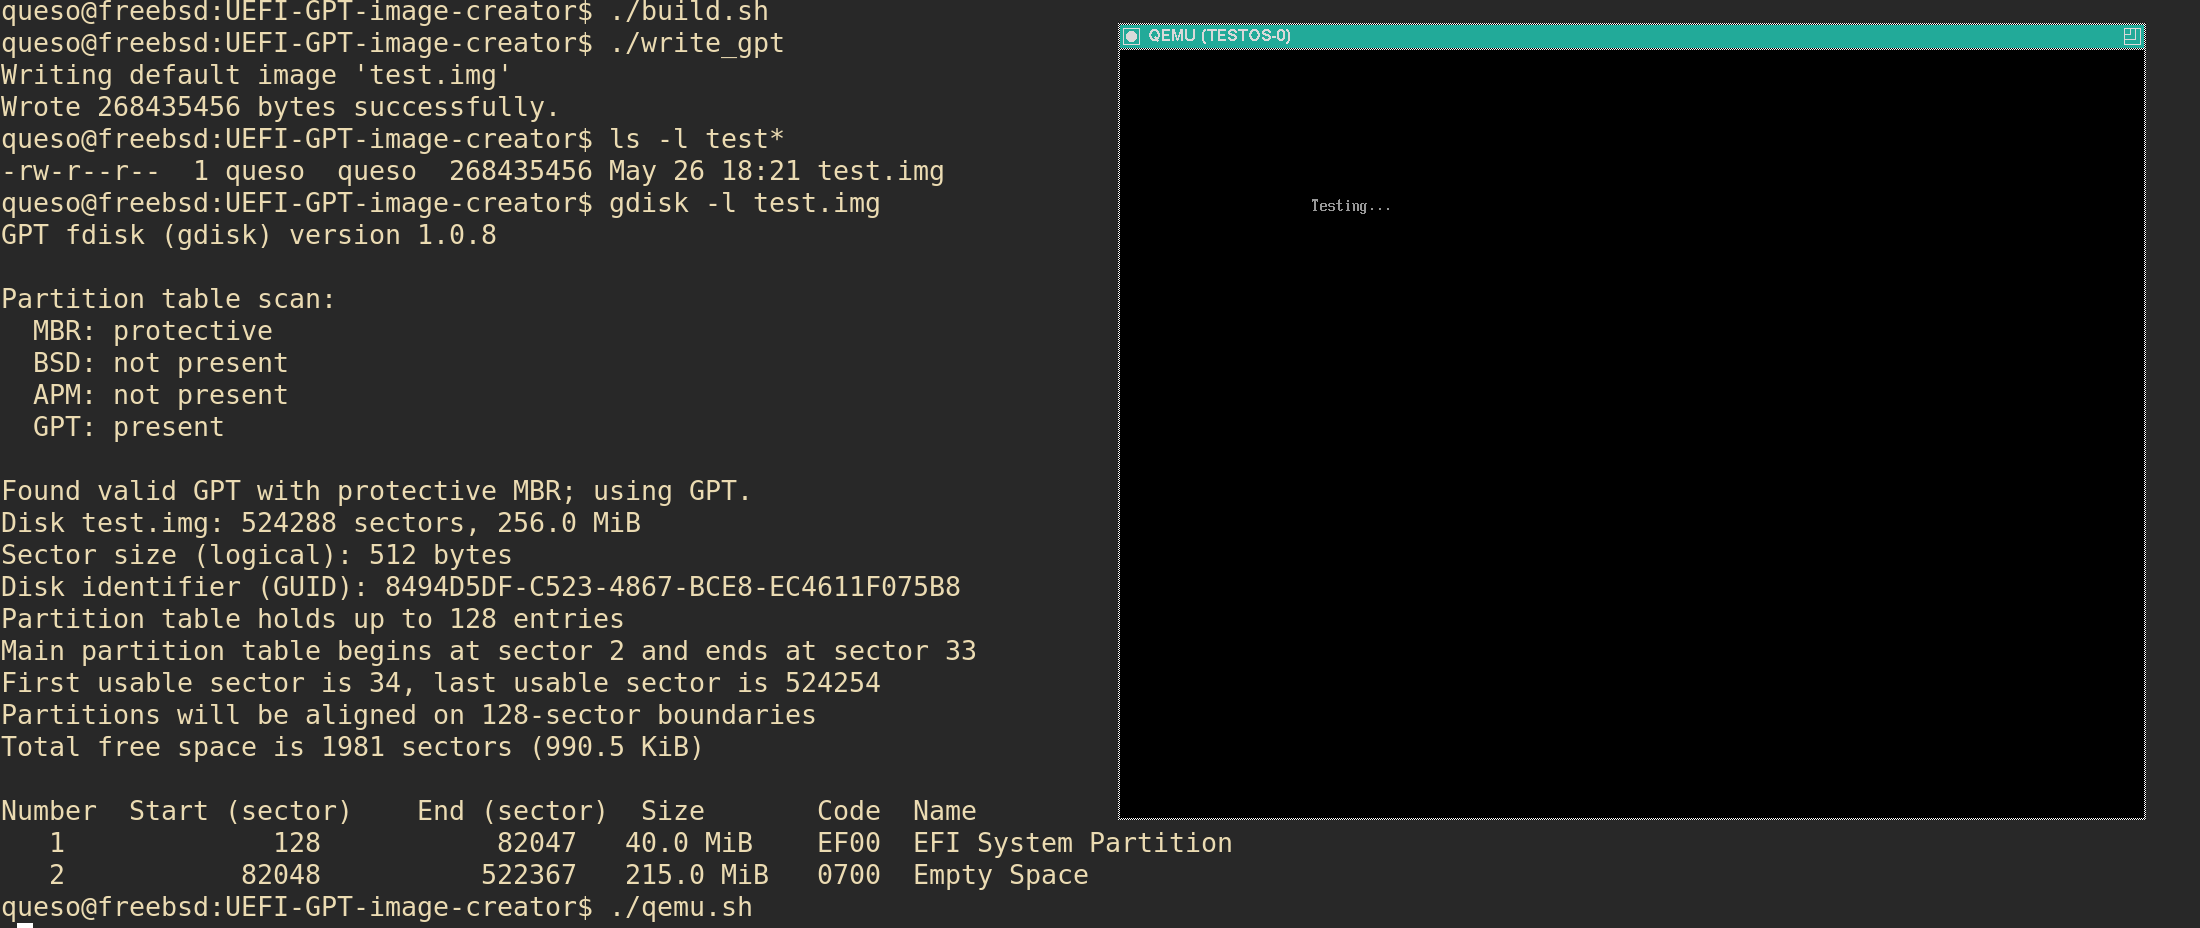 queso@freebsd:UEFI-GPT-image-creator$ ./build.sh
queso@freebsd:UEFI-GPT-image-creator$ ./write_gpt
Writing default image 'test.img'
Wrote 268435456 bytes successfully.
queso@freebsd:UEFI-GPT-image-creator$ ls -l test*
-rw-r--r--  1 queso  queso  268435456 May 26 18:21 test.img
queso@freebsd:UEFI-GPT-image-creator$ gdisk -l test.img
GPT fdisk (gdisk) version 1.0.8

Partition table scan:
  MBR: protective
  BSD: not present
  APM: not present
  GPT: present

Found valid GPT with protective MBR; using GPT.
Disk test.img: 524288 sectors, 256.0 MiB
Sector size (logical): 512 bytes
Disk identifier (GUID): 8494D5DF-C523-4867-BCE8-EC4611F075B8
Partition table holds up to 128 entries
Main partition table begins at sector 2 and ends at sector 33
First usable sector is 34, last usable sector is 524254
Partitions will be aligned on 128-sector boundaries
Total free space is 1981 sectors (990.5 KiB)

Number  Start (sector)    End (sector)  Size       Code  Name
   1             128           82047   40.0 MiB    EF00  EFI System Partition
   2           82048          522367   215.0 MiB   0700  Empty Space
queso@freebsd:UEFI-GPT-image-creator$ ./qemu.sh
QEMU (TESTOS-0)
Testing...